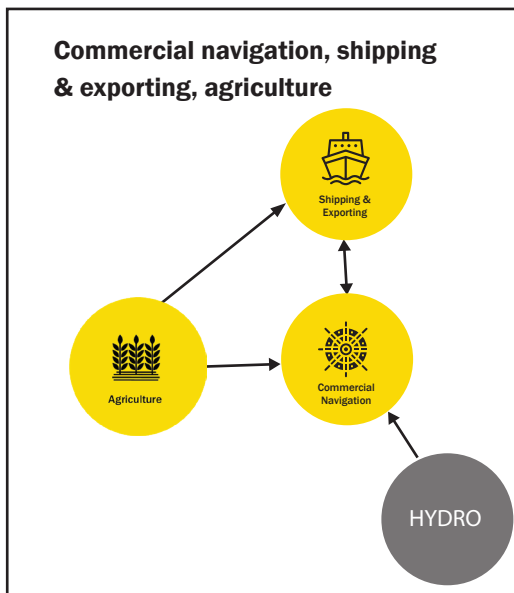 Commercial navigation, shipping
& exporting, agriculture
Shipping &
Exporting
Agriculture
Commercial
Navigation
HYDRO